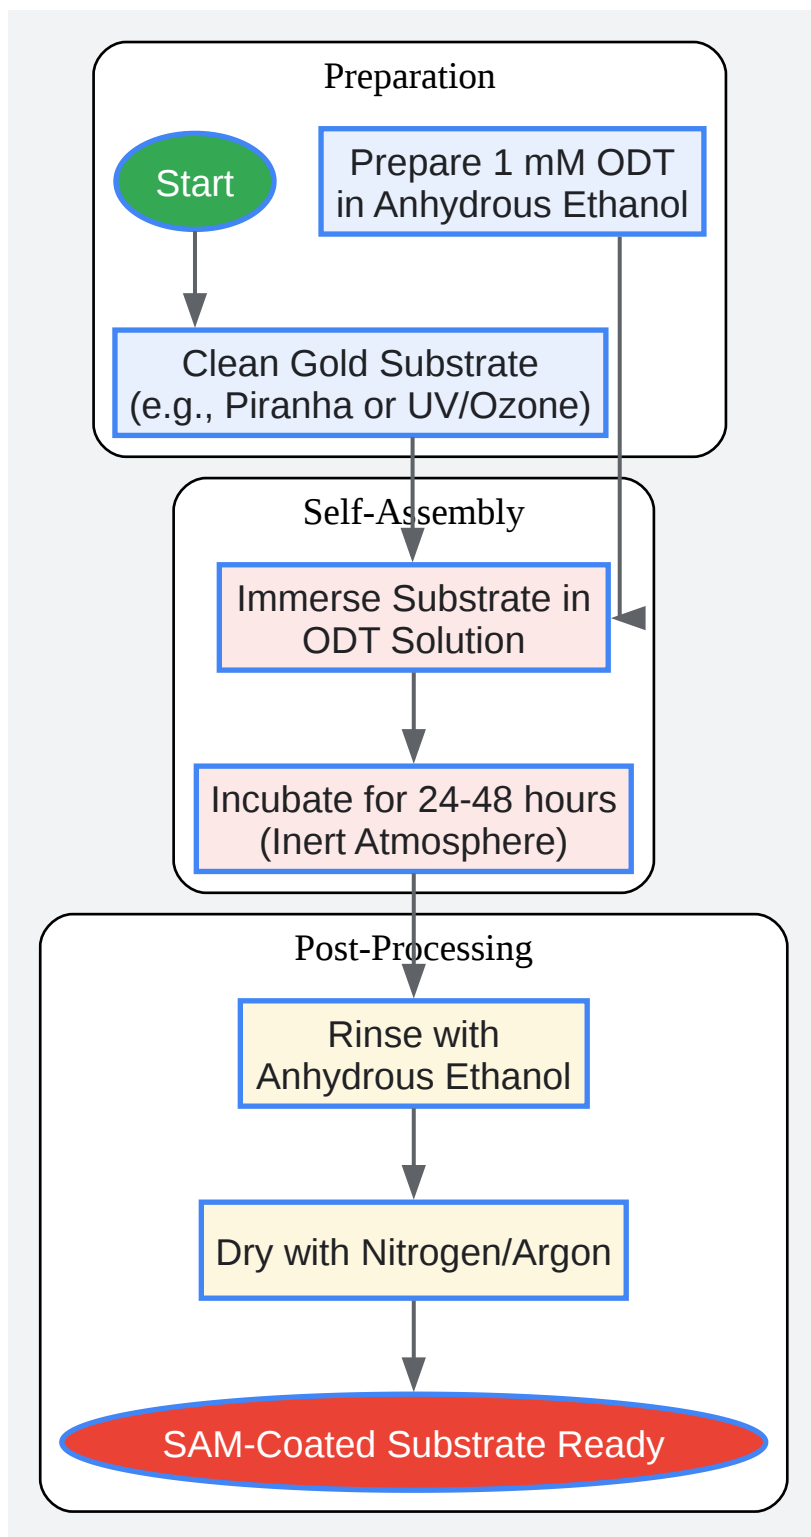 Preparation
Start
Prepare 1 mM ODT
in Anhydrous Ethanol
Clean Gold Substrate
(e.g., Piranha or UV/Ozone)
Self-Assembly
Immerse Substrate in
ODT Solution
Incubate for 24-48 hours
(Inert Atmosphere)
Post-Processing
Rinse with
Anhydrous Ethanol
Dry with Nitrogen/Argon
SAM-Coated Substrate Ready